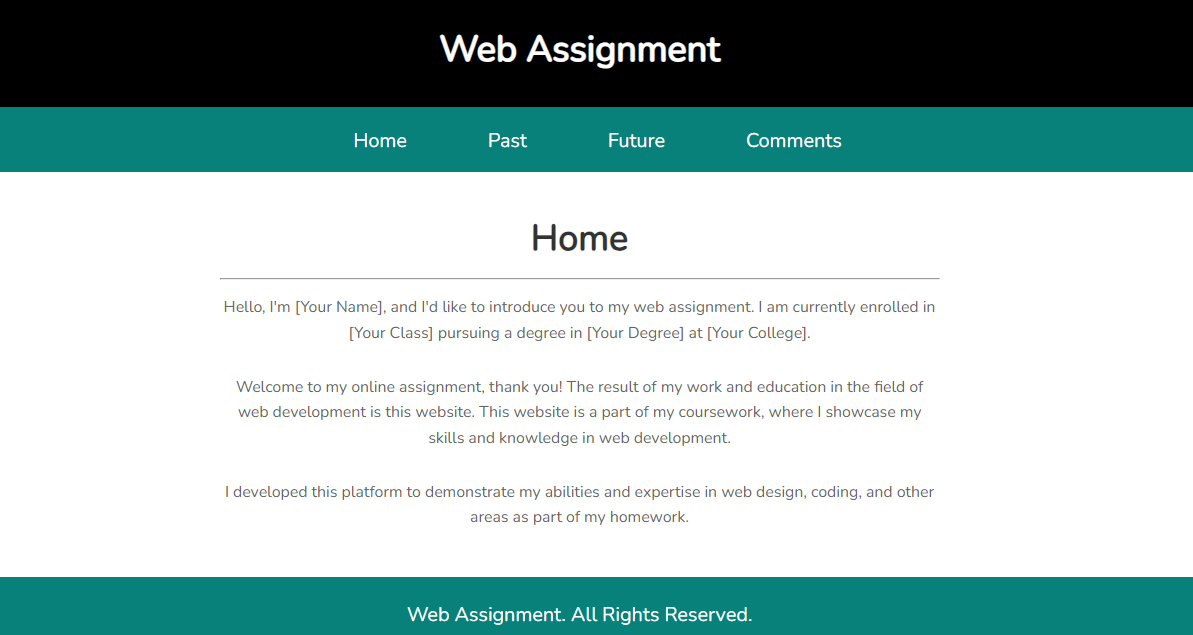 Web Assignment
Home Past Future Comments
Home
Hello, I'm [Your Name], and I'd like to introduce you to my web assignment. I am currently enrolled in
[Your Class] pursuing a degree in [Your Degree] at [Your College].
Welcome to my online assignment, thank you! The result of my work and education in the field of
web development is this website. This website is a part of my coursework, where I showcase my
skills and knowledge in web development.
I developed this platform to demonstrate my abilities and expertise in web design, coding, and other
areas as part of my homework.
Web Assignment. All Rights Reserved.